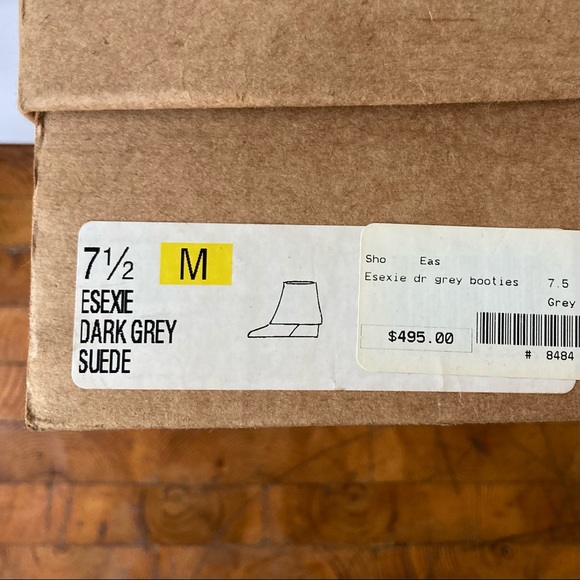 7½ M
ESEXIE
DARK GREY
SUEDE
Sho Eas
Esexie dr grey booties 7.5
Grey
$495.00
# 8484